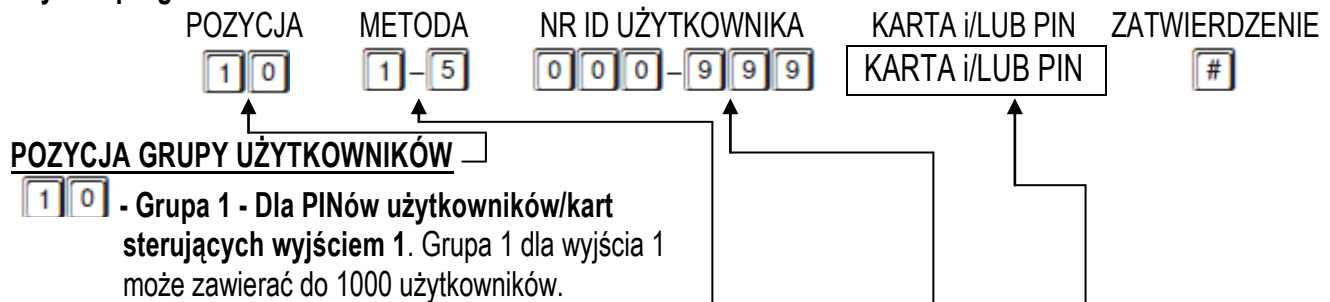 POZYCJA METODA NR ID UŻYTKOWNIKA KARTA i/LUB PIN ZATWIERDZENIE
1 0 1 – 5 0 0 0 – 9 9 9 KARTA i/LUB PIN #
POZYCJA GRUPY UŻYTKOWNIKÓW
1 0 - Grupa 1 - Dla PINów użytkowników/kart
sterujących wyjściem 1. Grupa 1 dla wyjścia 1
może zawierać do 1000 użytkowników.